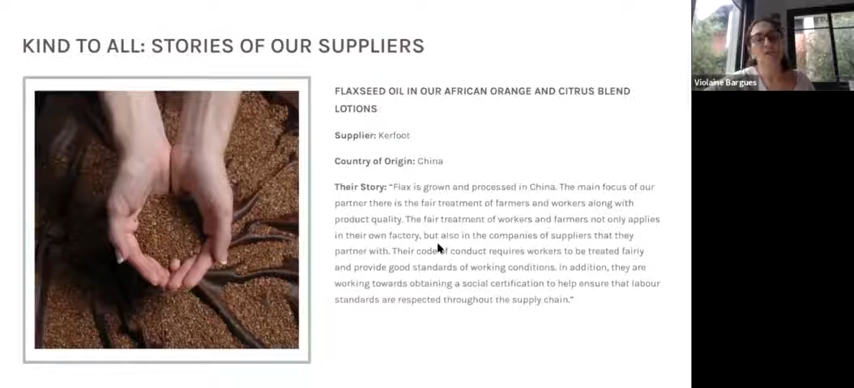 KIND TO ALL: STORIES OF OUR SUPPLIERS
FLAXSEED OIL IN OUR AFRICAN ORANGE AND CITRUS BLEND
LOTIONS
Supplier: Kerfoot
Country of Origin: China
Their Story: “Flax is grown and processed in China. The main focus of our
partner there is the fair treatment of farmers and workers along with
product quality. The fair treatment of workers and farmers not only applies
in their own factory, but also in the companies of suppliers that they
partner with. Their code of conduct requires workers to be treated fairly
and provide good standards of working conditions. In addition, they are
working towards obtaining a social certification to help ensure that labour
standards are respected throughout the supply chain.”
Violaine Bargues